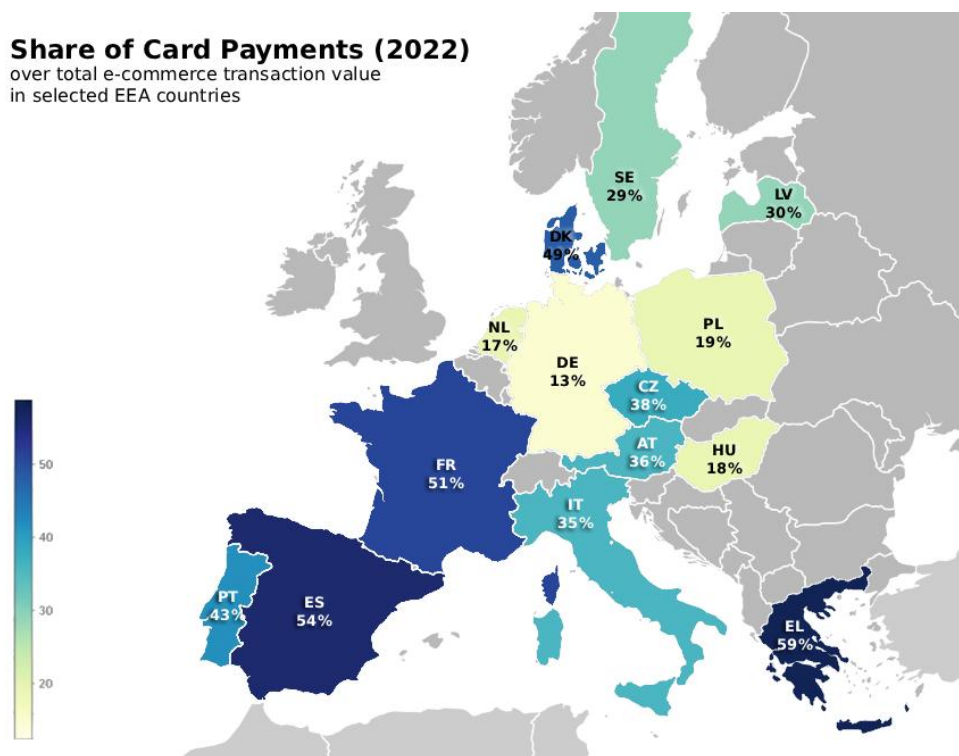 Share of Card Payments (2022)
over total e-commerce transaction value
in selected EEA countries
SE
29%
LV
30%
DK
49%
NL
17%
PL
19%
DE
13%
CZ
38%
AT
36%
HU
18%
FR
51%
IT
35%
PT
43%
ES
54%
EL
59%
50
40
30
20